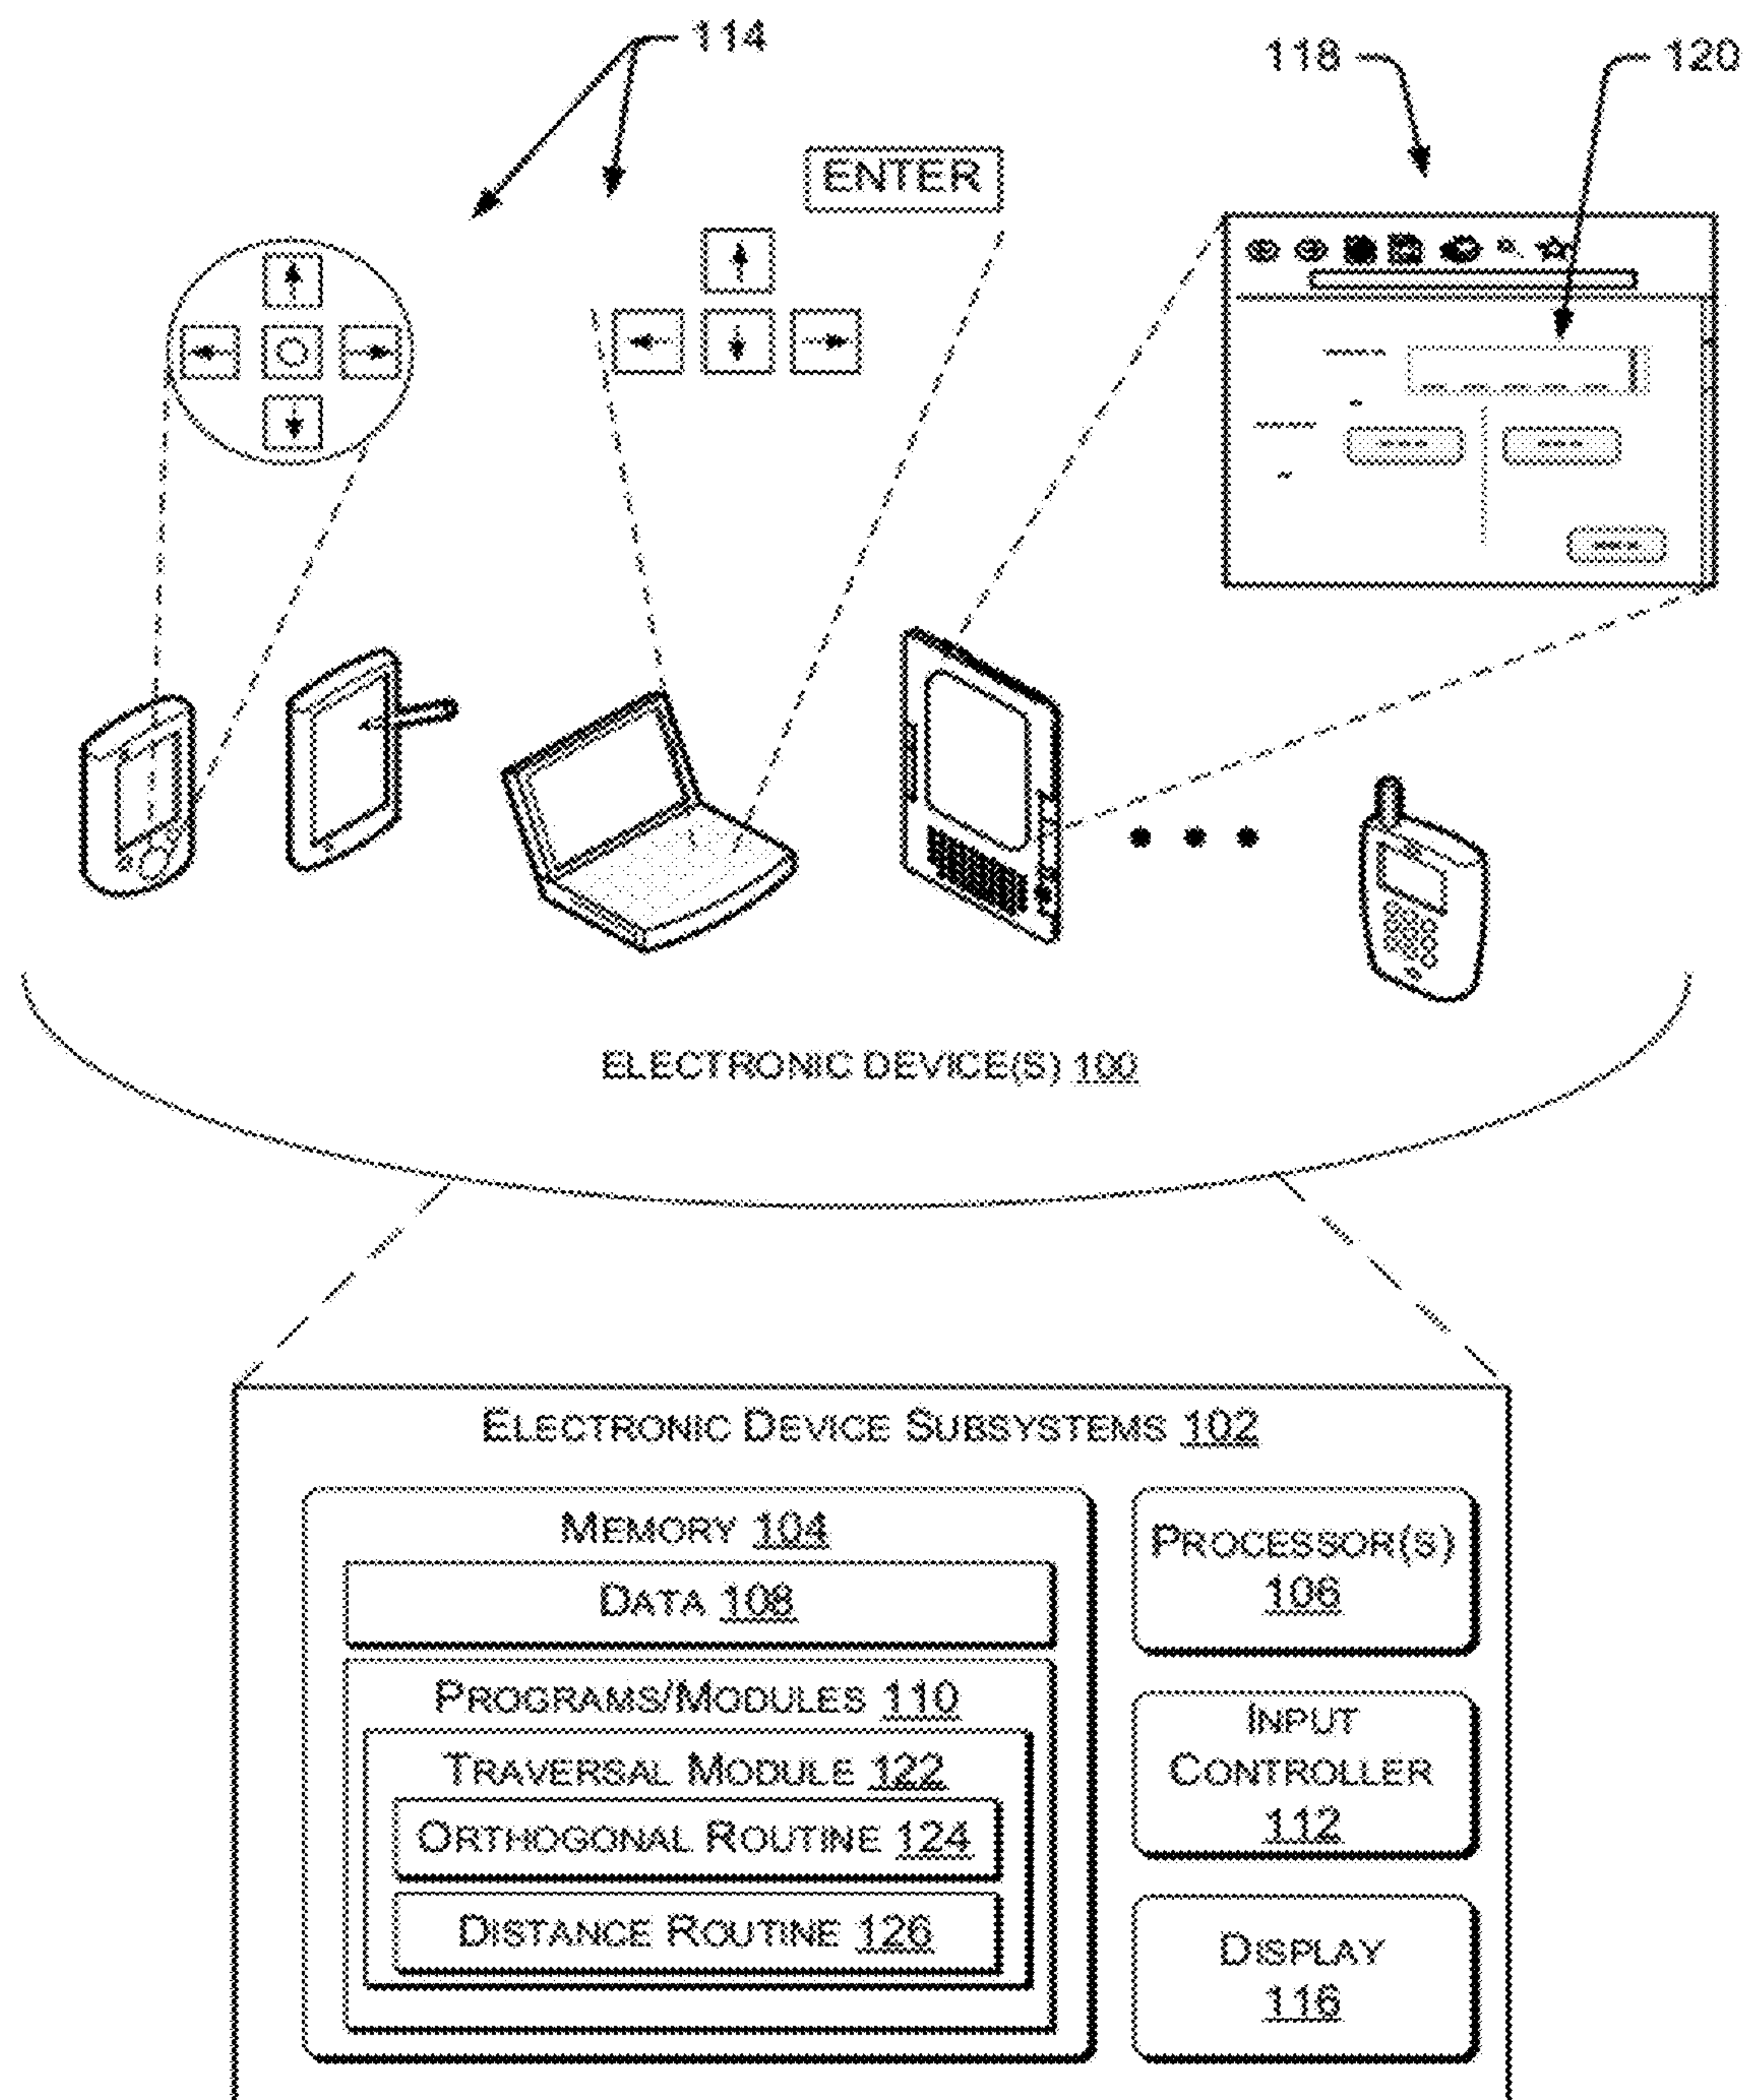 114
118
120
ENTER
ELECTRONIC DEVICE(S) 100
ELECTRONIC DEVICE SUBSYSTEMS 102
MEMORY 104
DATA 108
PROGRAMS/MODULES 110
TRAVERSAL MODULE 122
ORTHOGONAL ROUTINE 124
DISTANCE ROUTINE 126
PROCESSOR(S)
106
INPUT
CONTROLLER
112
DISPLAY
116